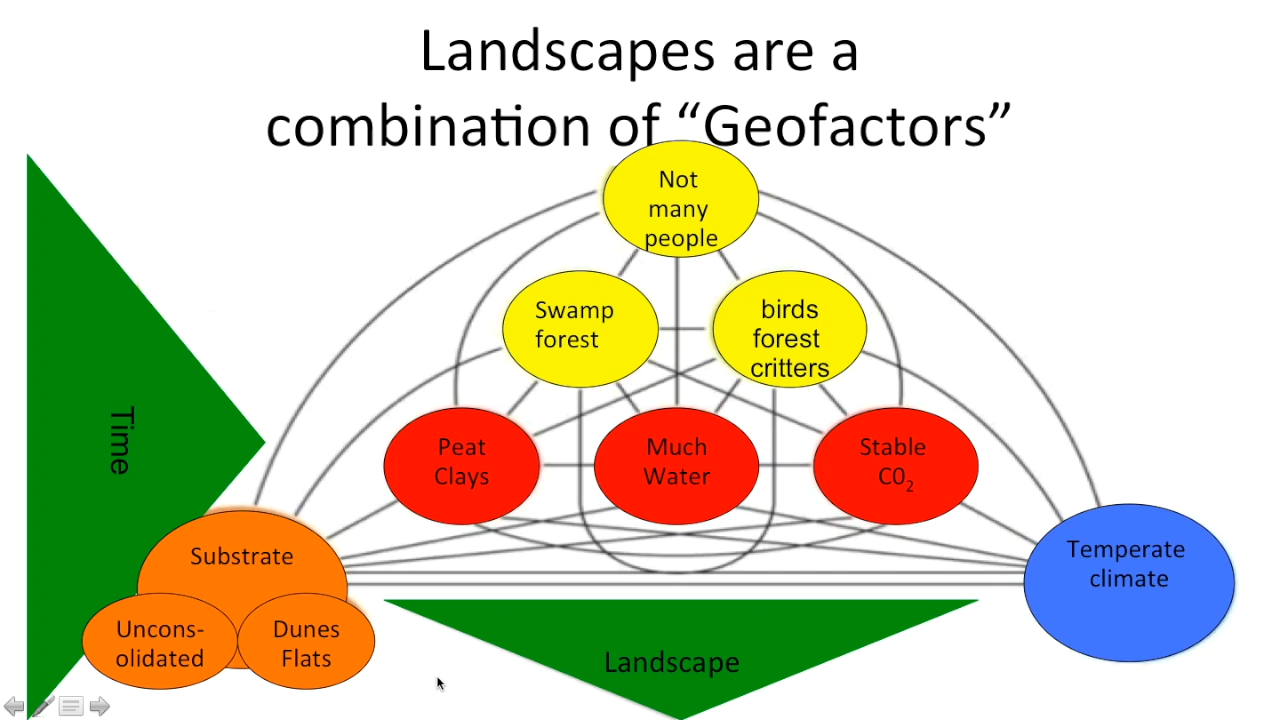 Landscapes are a
combination of “Geofactors”
Not
many
people
Swamp
forest
birds
forest
critters
Time
Peat
Clays
Much
Water
Stable
C0₂
Substrate
Uncons-
olidated
Dunes
Flats
Temperate
climate
Landscape